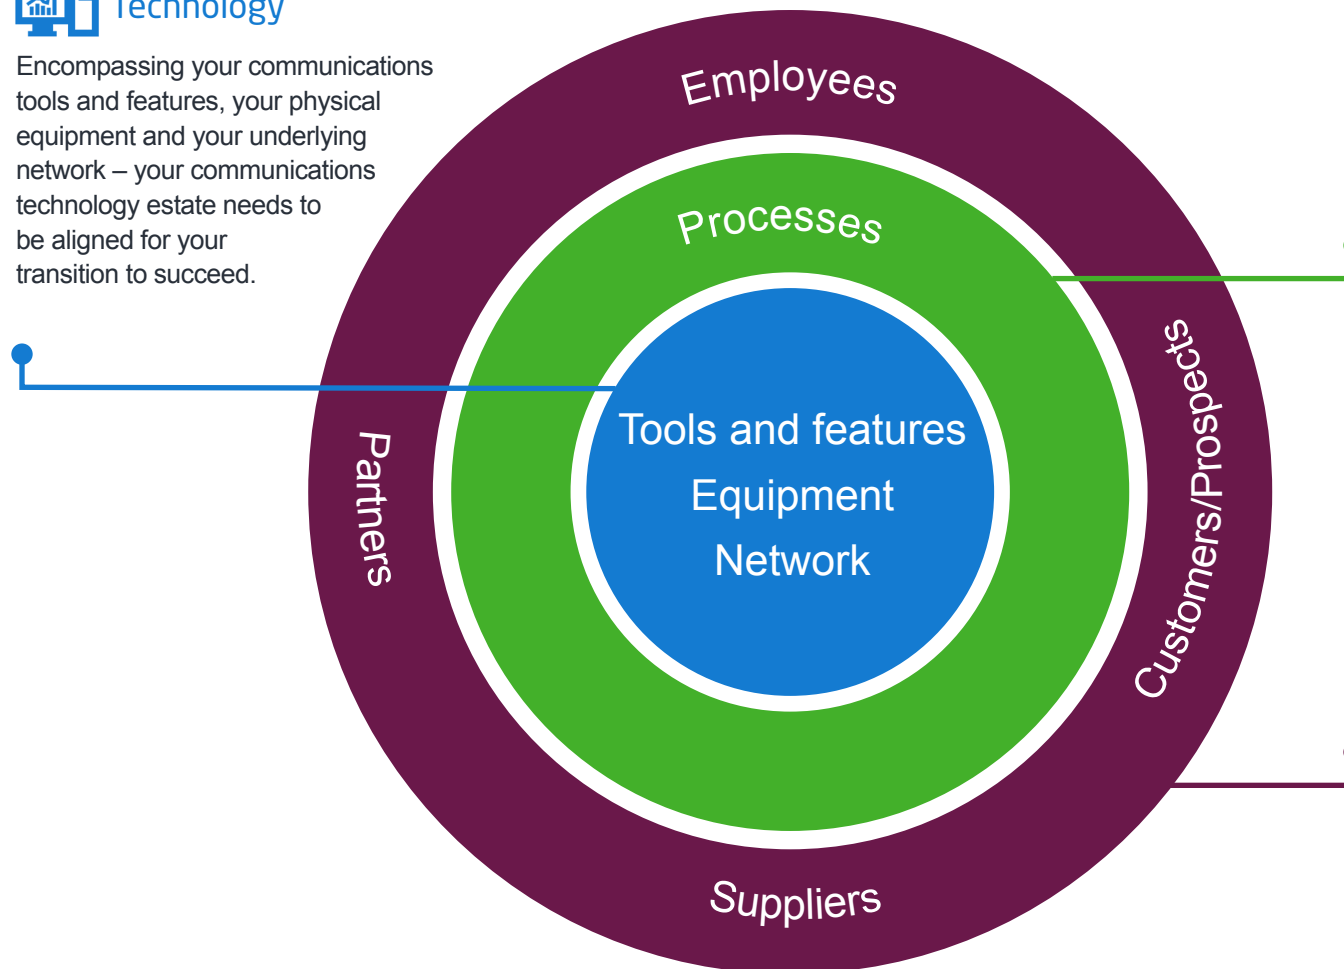 Technology
Encompassing your communications
tools and features, your physical
equipment and your underlying
network – your communications
technology estate needs to
be aligned for your
transition to succeed.
Employees
Processes
Partners
Tools and features
Equipment
Network
Customers/Prospects
Suppliers